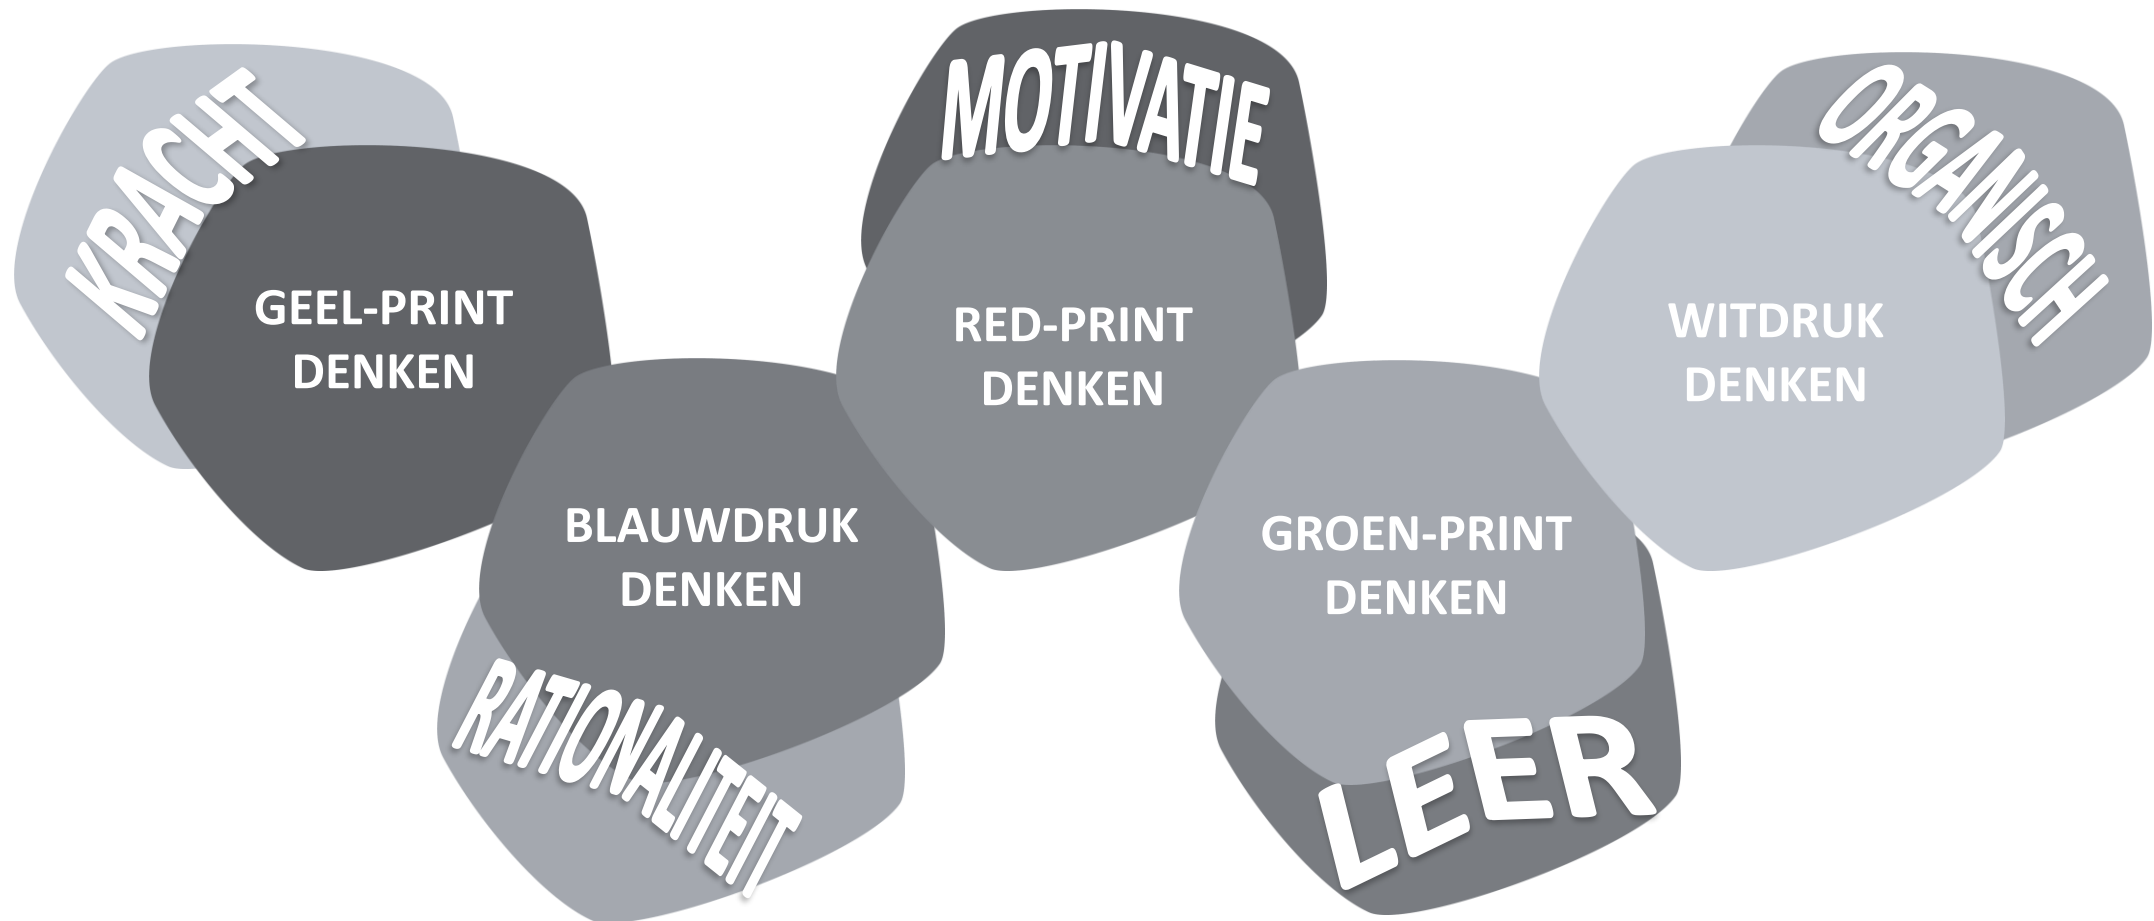 KRACHT
GEEL-PRINT
DENKEN
BLAUWDRUK
DENKEN
RATIONALITEIT
MOTIVATIE
RED-PRINT
DENKEN
GROEN-PRINT
DENKEN
LEER
ORGANISCH
WITDRUK
DENKEN